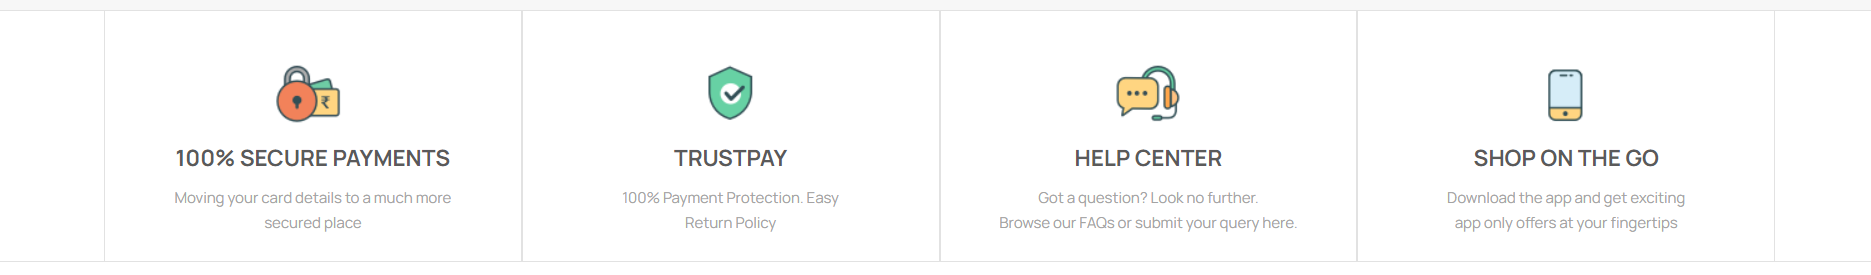 ₹
100% SECURE PAYMENTS
Moving your card details to a much more
secured place
TRUSTPAY
100% Payment Protection. Easy
Return Policy
HELP CENTER
Got a question? Look no further.
Browse our FAQs or submit your query here.
SHOP ON THE GO
Download the app and get exciting
app only offers at your fingertips